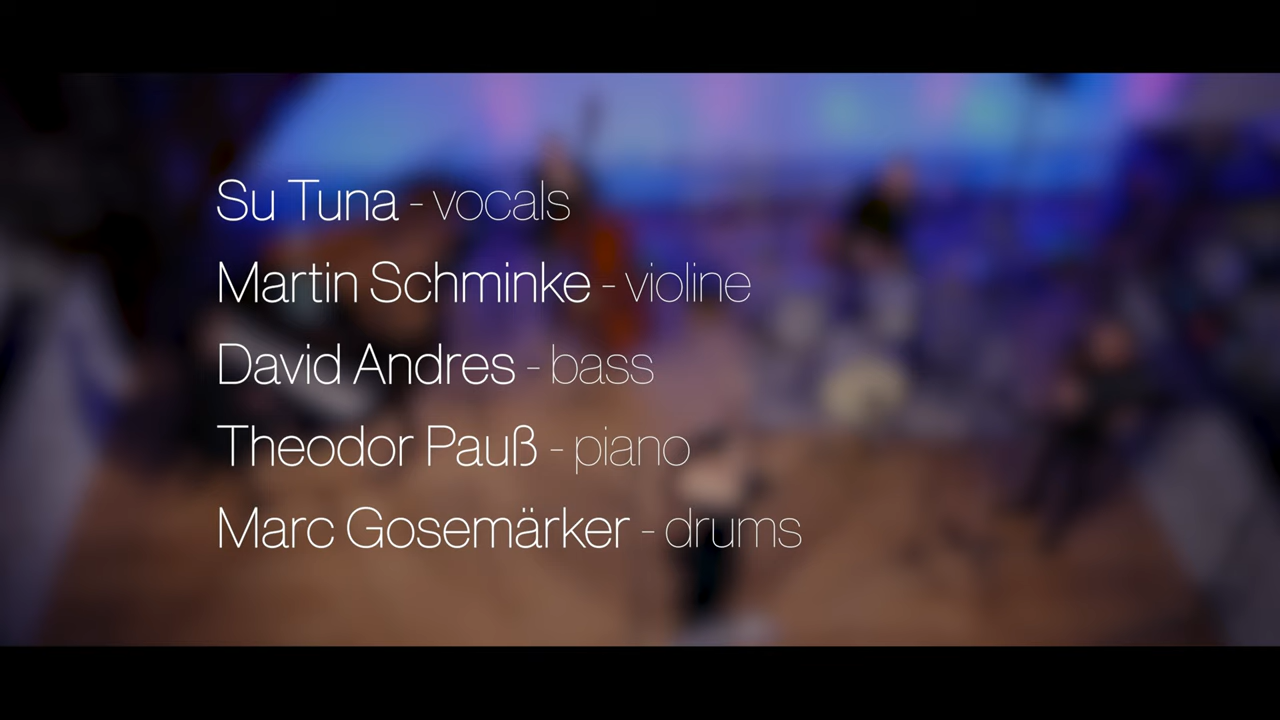 Su Tuna - vocals
Martin Schminke - violine
David Andres - bass
Theodor Pauß - piano
Marc Gosemärker - drums